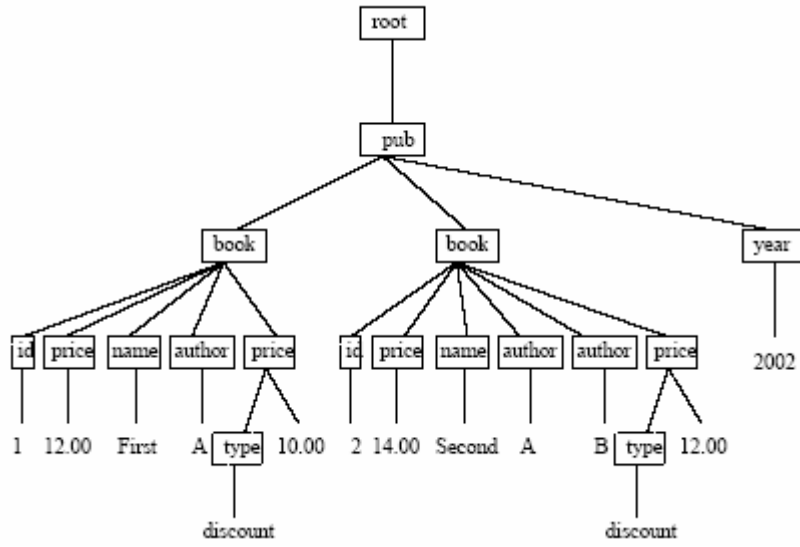 root
pub
book book year
id price name author price id price name author author price 2002
1 12.00 First A type 10.00 2 14.00 Second A B type 12.00
discount discount